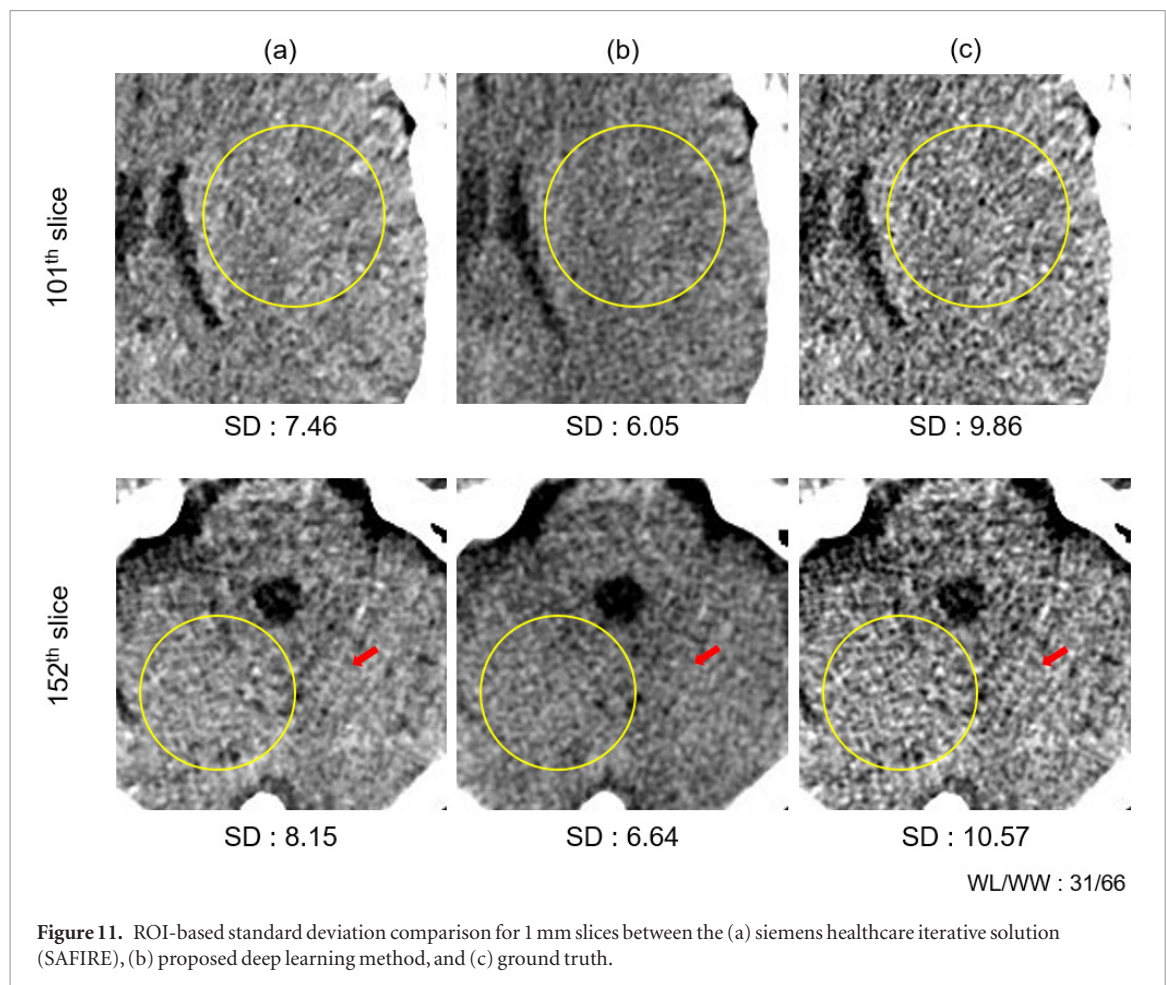 (a) (b) (c)
101th slice
SD : 7.46 SD : 6.05 SD : 9.86
152th slice
SD : 8.15 SD : 6.64 SD : 10.57
WL/WW : 31/66
Figure 11. ROI-based standard deviation comparison for 1 mm slices between the (a) siemens healthcare iterative solution
(SAFIRE), (b) proposed deep learning method, and (c) ground truth.